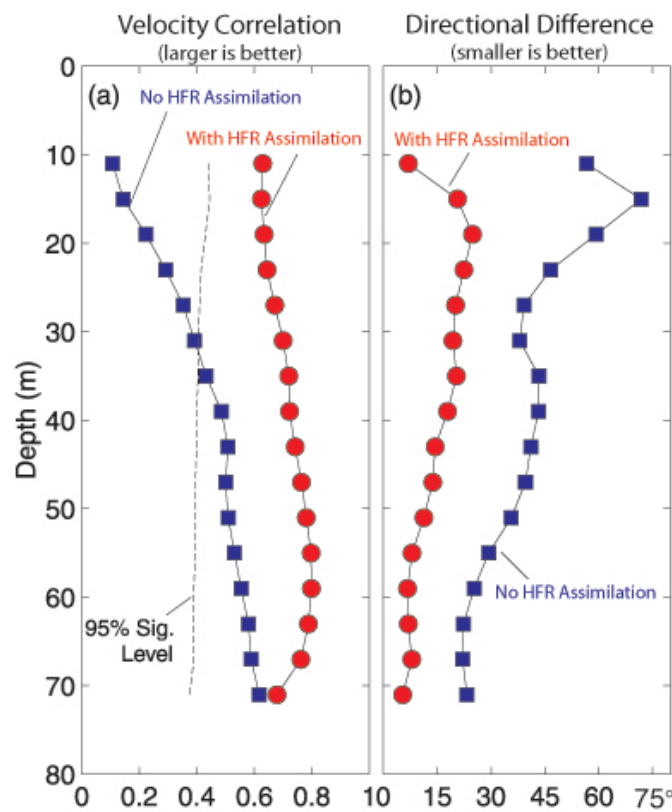 Velocity Correlation
(larger is better)
Directional Difference
(smaller is better)
(a)
No HFR Assimilation
With HFR Assimilation
95% Sig.
Level
(b)
With HFR Assimilation
No HFR Assimilation
Depth (m)
0
10
20
30
40
50
60
70
80
0 0.2 0.4 0.6 0.8 10 15 30 45 60 75°